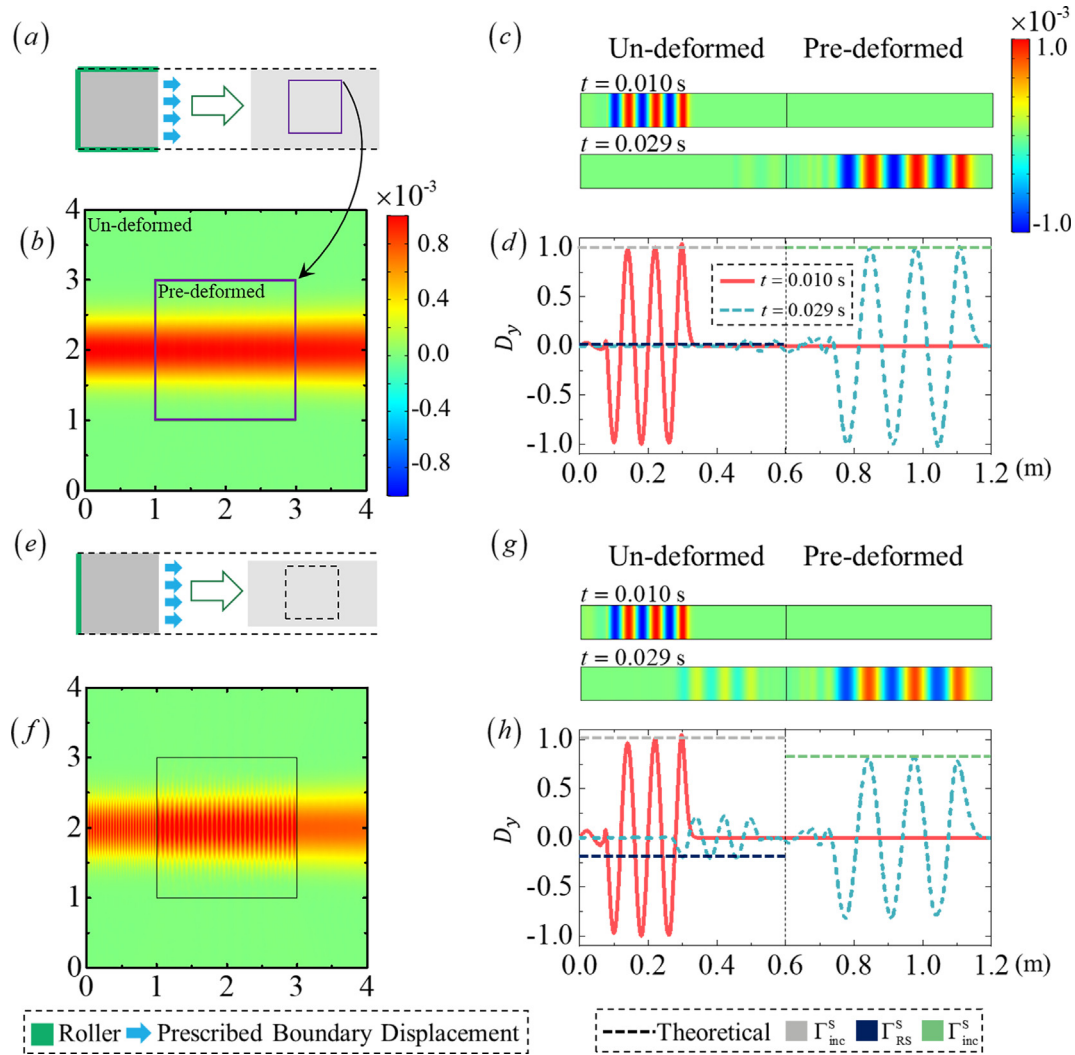 (a)
(b)
×10⁻³
4
3
2
1
0
Un-deformed
Pre-deformed
0 1 2 3 4
0.8
0.4
0.0
-0.4
-0.8
(c)
Un-deformed Pre-deformed
×10⁻³
1.0
-1.0
t = 0.010 s
t = 0.029 s
(d)
D_y
1.0
0.5
0.0
-0.5
-1.0
t = 0.010 s
t = 0.029 s
0.0 0.2 0.4 0.6 0.8 1.0 1.2 (m)
(e)
(f)
4
3
2
1
0
0 1 2 3 4
(g)
Un-deformed Pre-deformed
t = 0.010 s
t = 0.029 s
(h)
D_y
1.0
0.5
0.0
-0.5
-1.0
0.0 0.2 0.4 0.6 0.8 1.0 1.2 (m)
Roller Prescribed Boundary Displacement
Theoretical Γ^S_inc Γ^S_RS Γ^S_inc